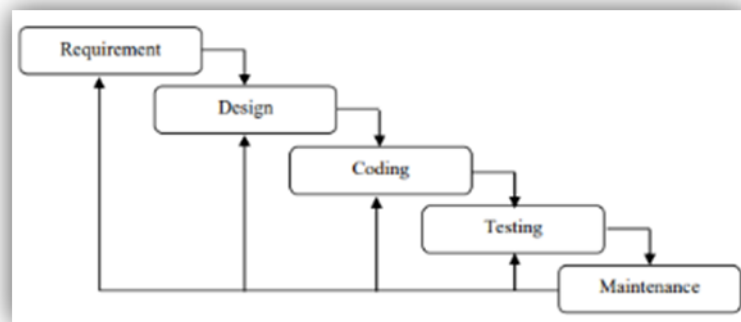 Requirement
Design
Coding
Testing
Maintenance